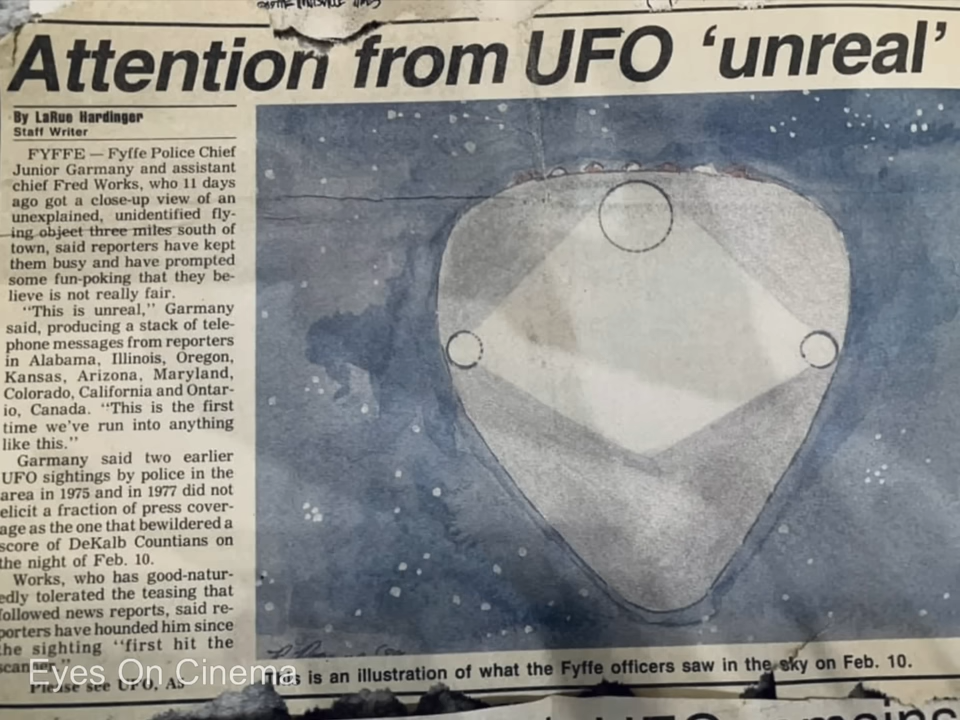 Attention from UFO ‘unreal’
By LaRue Hardinger
Staff Writer
FYFFE — Fyffe Police Chief
Junior Garmany and assistant
chief Fred Works, who 11 days
ago got a close-up view of an
unexplained, unidentified fly-
ing object three miles south of
town, said reporters have kept
them busy and have prompted
some fun-poking that they be-
lieve is not really fair.
“This is unreal,” Garmany
said, producing a stack of tele-
phone messages from reporters
in Alabama, Illinois, Oregon,
Kansas, Arizona, Maryland,
Colorado, California and Ontar-
io, Canada. “This is the first
time we’ve run into anything
like this.”
Garmany said two earlier
UFO sightings by police in the
area in 1975 and in 1977 did not
elicit a fraction of press cover-
age as the one that bewildered a
score of DeKalb Countians on
the night of Feb. 10.
Works, who has good-natur-
edly tolerated the teasing that
followed news reports, said re-
porters have hounded him since
the sighting “first hit the
scanner.”
Please see UFO, A8
This is an illustration of what the Fyffe officers saw in the sky on Feb. 10.
Eyes On Cinema
UFO